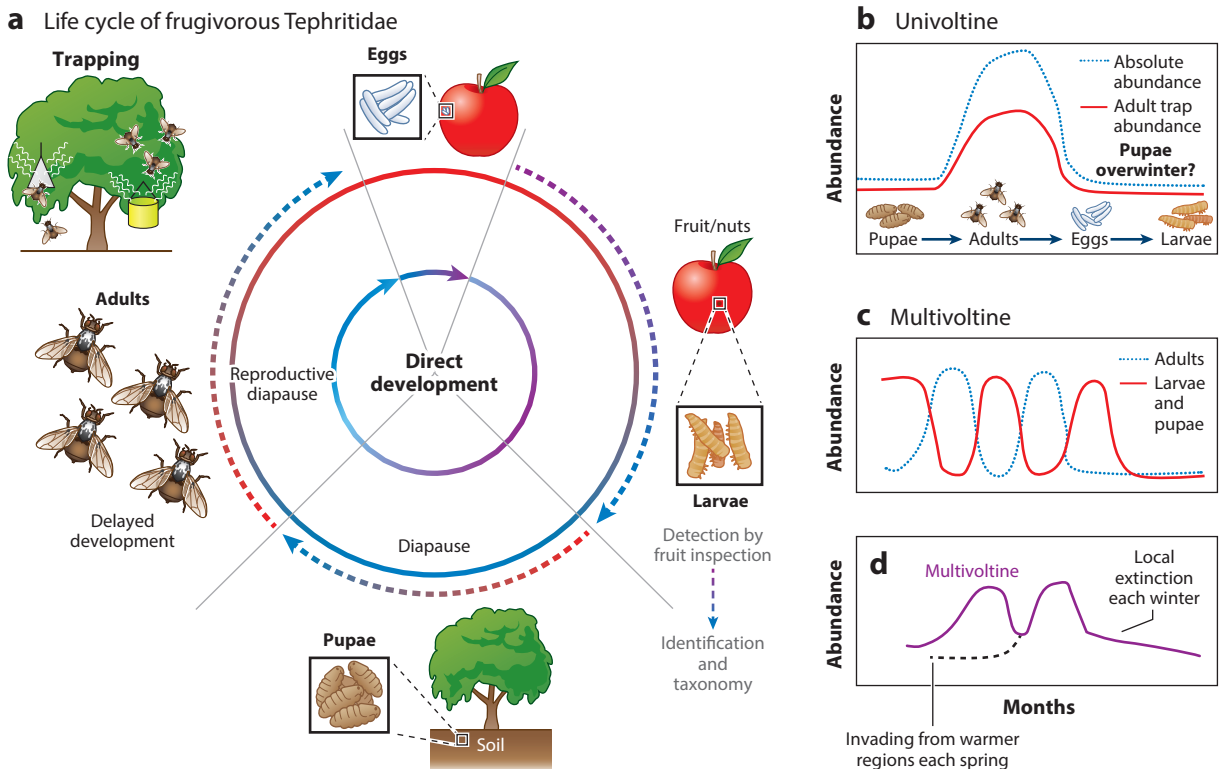 a Life cycle of frugivorous Tephritidae
Trapping
Eggs
Fruit/nuts
Adults
Reproductive
diapause
Direct
development
Larvae
Delayed
development
Diapause
Detection by
fruit inspection
Identification
and
taxonomy
Pupae
Soil
b Univoltine
Abundance
Absolute
abundance
Adult trap
abundance
Pupae
overwinter?
Pupae
Adults
Eggs
Larvae
c Multivoltine
Abundance
Adults
Larvae
and
pupae
d
Abundance
Multivoltine
Local
extinction
each winter
Months
Invading from warmer
regions each spring